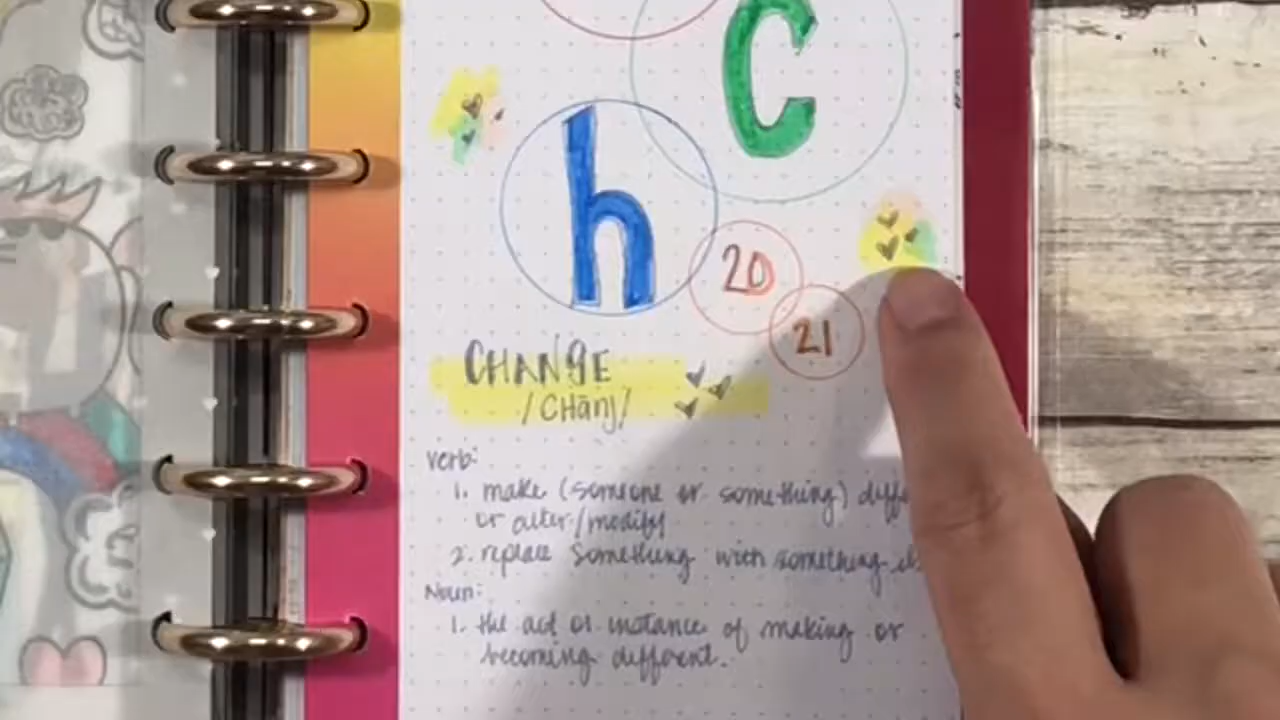 c
h
20
21
CHANGE
/CHānj/
verb:
1. make (someone or something) diffe
or alter/modify
2. replace something with something
Noun:
1. the act or instance of making or
becoming different.